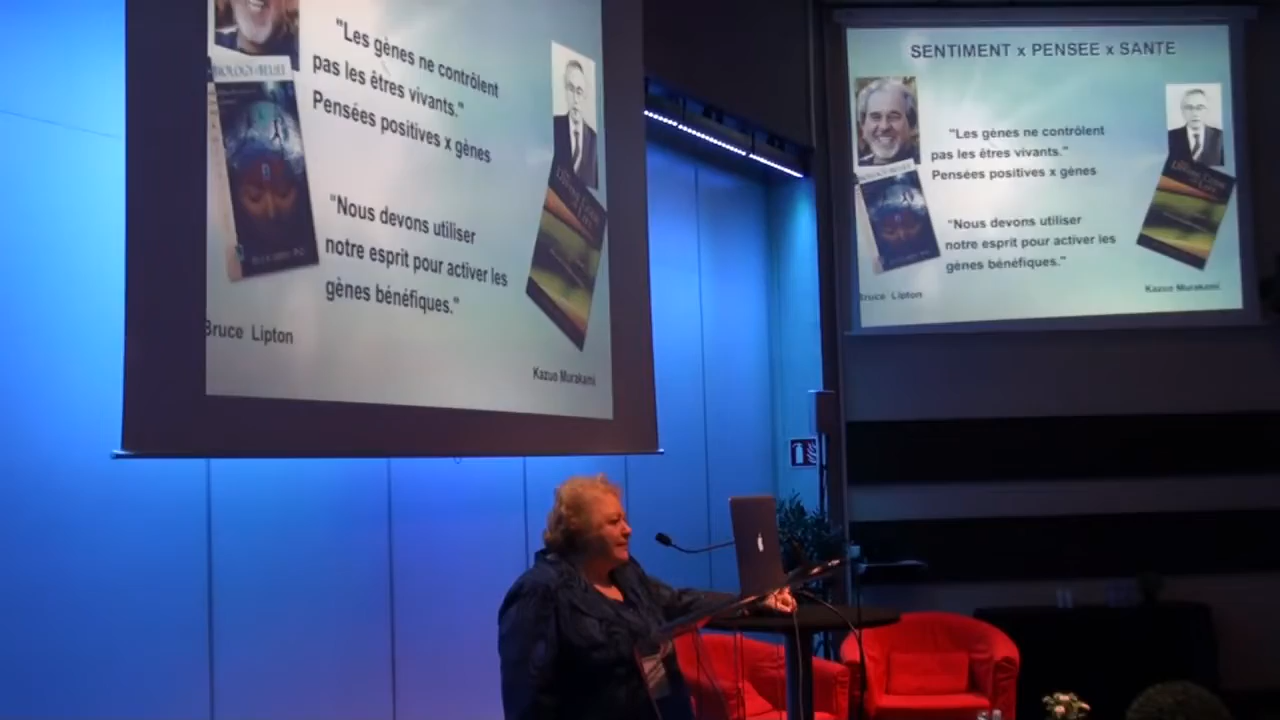 "Les gènes ne contrôlent
pas les êtres vivants."
Pensées positives x gènes
"Nous devons utiliser
notre esprit pour activer les
gènes bénéfiques."
Bruce Lipton
Kazuo Murakami
SENTIMENT x PENSEE x SANTE
"Les gènes ne contrôlent
pas les êtres vivants."
Pensées positives x gènes
"Nous devons utiliser
notre esprit pour activer les
gènes bénéfiques."
Bruce Lipton
Kazuo Murakami